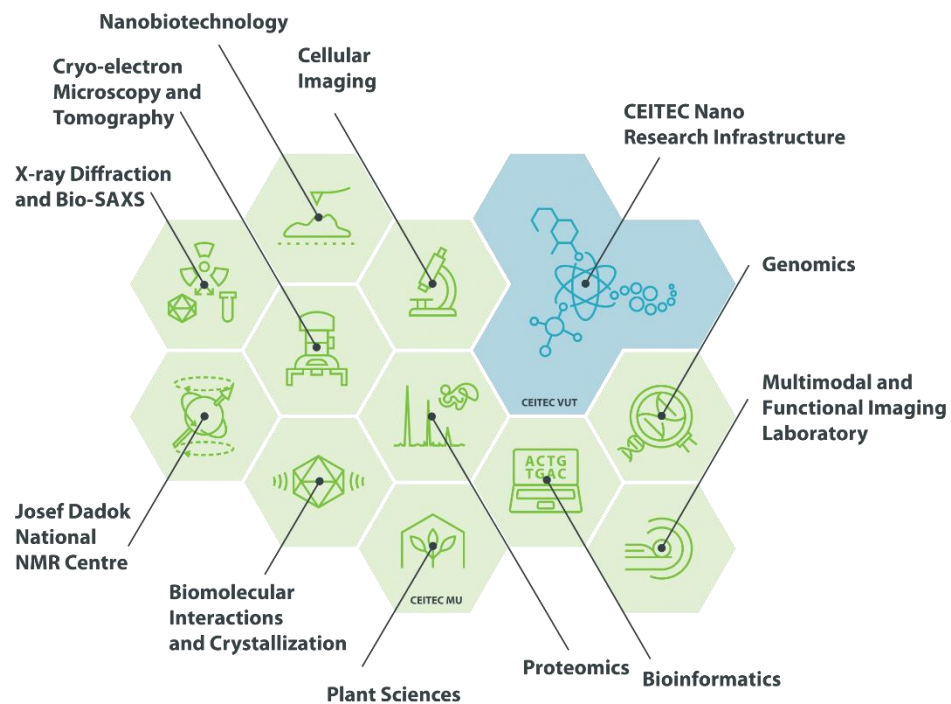 Nanobiotechnology
Cryo-electron
Microscopy and
Tomography
Cellular
Imaging
CEITEC Nano
Research Infrastructure
X-ray Diffraction
and Bio-SAXS
Genomics
Multimodal and
Functional Imaging
Laboratory
CEITEC VUT
ACTG
TGAC
Josef Dadok
National
NMR Centre
Biomolecular
Interactions
and Crystallization
CEITEC MU
Plant Sciences
Proteomics
Bioinformatics